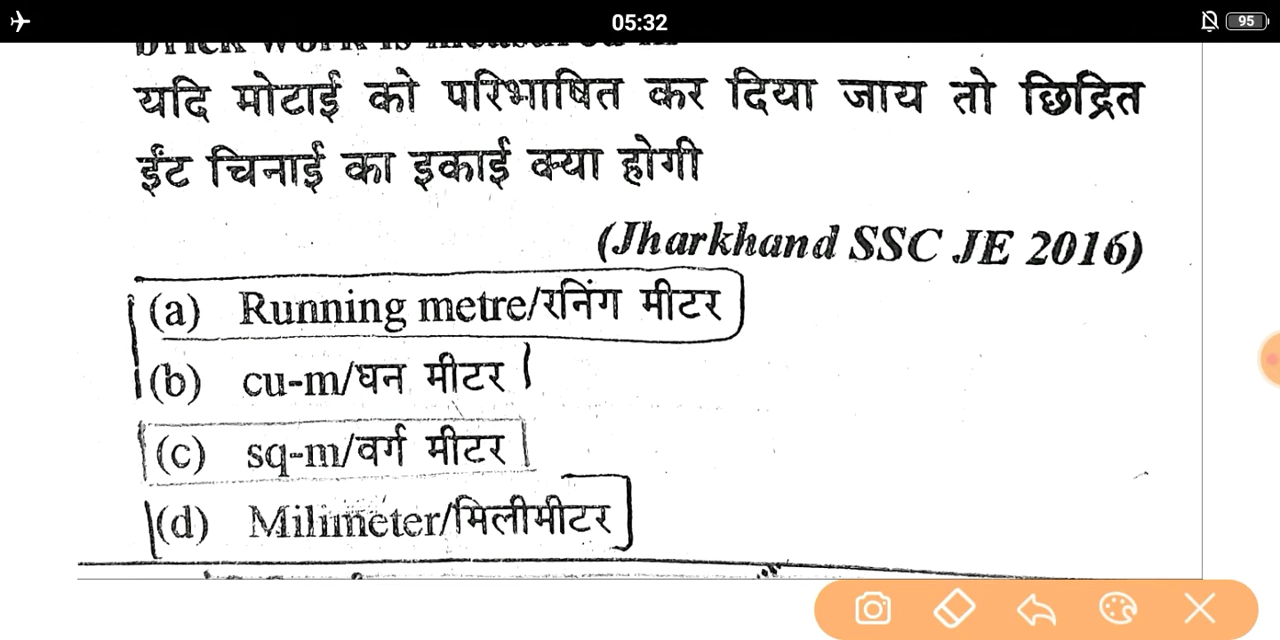 05:32
95
यदि मोटाई को परिभाषित कर दिया जाय तो छिद्रित
ईंट चिनाई का इकाई क्या होगी
(Jharkhand SSC JE 2016)
(a) Running metre/रनिंग मीटर
(b) cu-m/घन मीटर
(c) sq-m/वर्ग मीटर
(d) Milimeter/मिलीमीटर